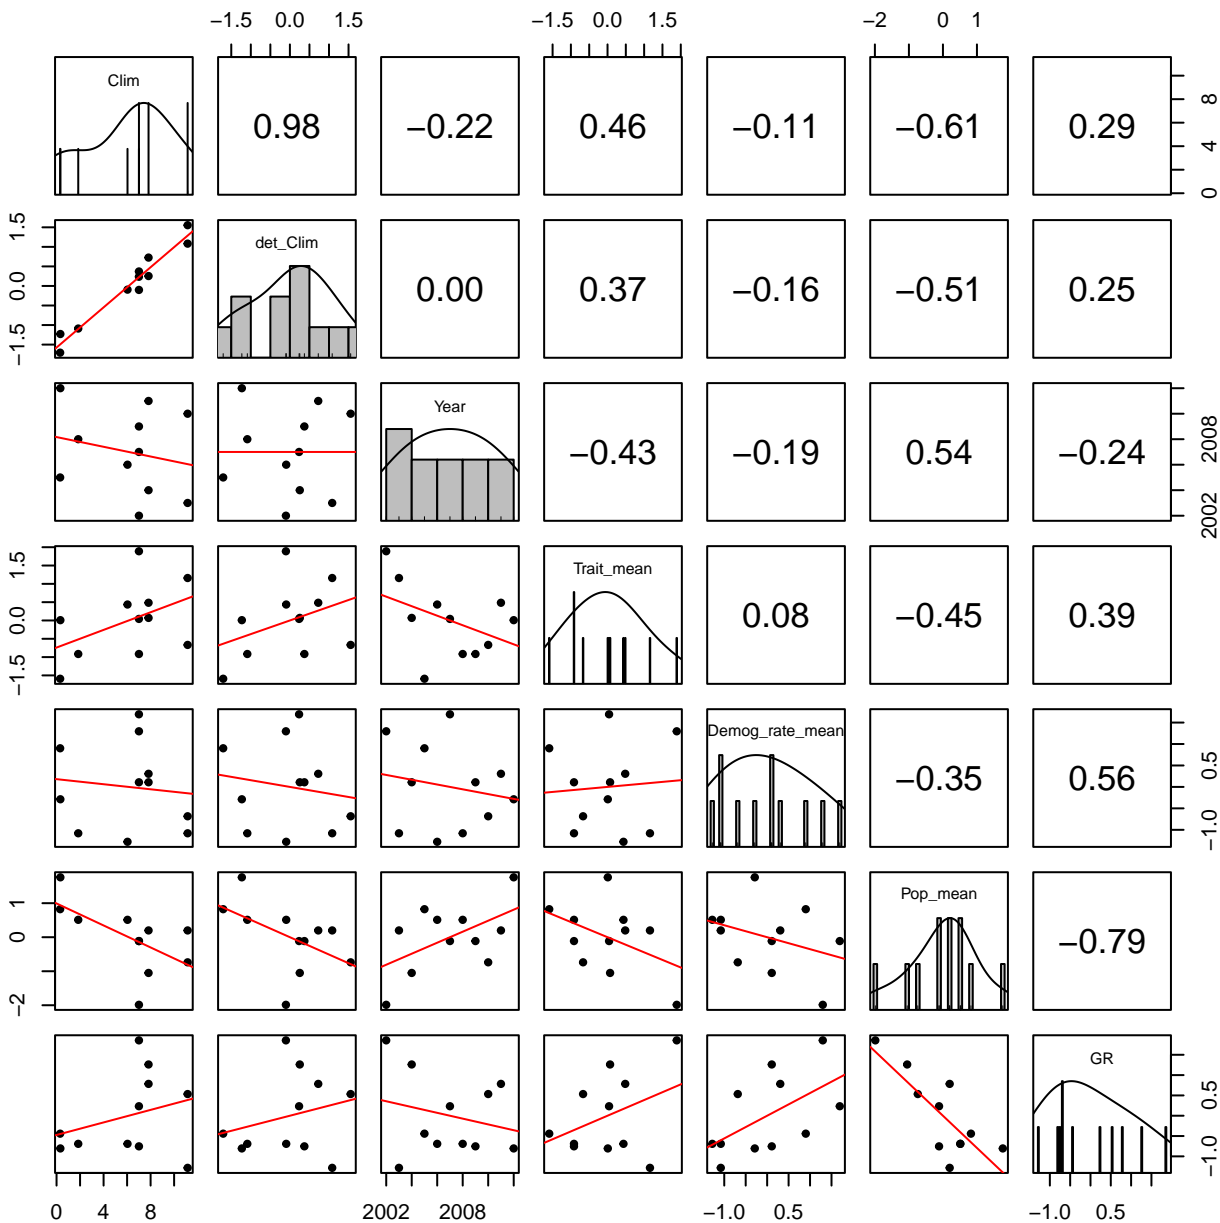 −1.5 0.0 1.5 −1.5 0.0 1.5 −2 0 1
Clim
0.98 −0.22 0.46 −0.11 −0.61 0.29
0 4 8
det_Clim
0.00 0.37 −0.16 −0.51 0.25
−1.5 0.0 1.5
Year
−0.43 −0.19 0.54 −0.24
2002 2008
Trait_mean
0.08 −0.45 0.39
−1.5 0.0 1.5
Demog_rate_mean
−0.35 0.56
−1.0 0.5
Pop_mean
−0.79
−2 0 1
GR
−1.0 0.5
0 4 8 2002 2008 −1.0 0.5 −1.0 0.5